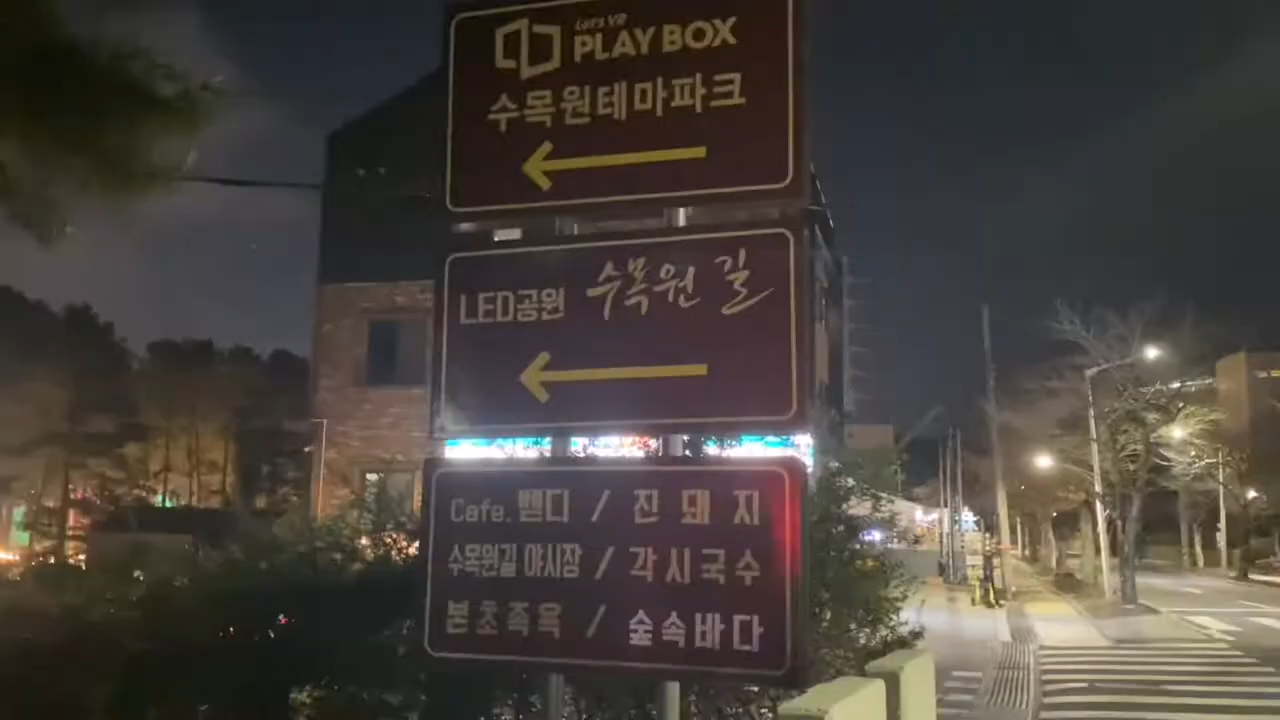 Let's VR
PLAY BOX
수목원테마파크
LED공원 수목원 길
Cafe. 벤디 / 진 돼 지
수목원길 야시장 / 각시국수
본초족욕 / 숲속바다